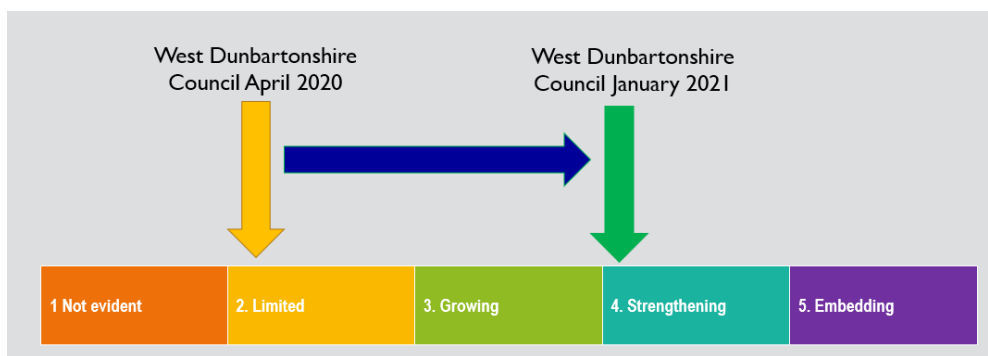 West Dunbartonshire
Council April 2020
West Dunbartonshire
Council January 2021
1 Not evident
2. Limited
3. Growing
4. Strengthening
5. Embedding